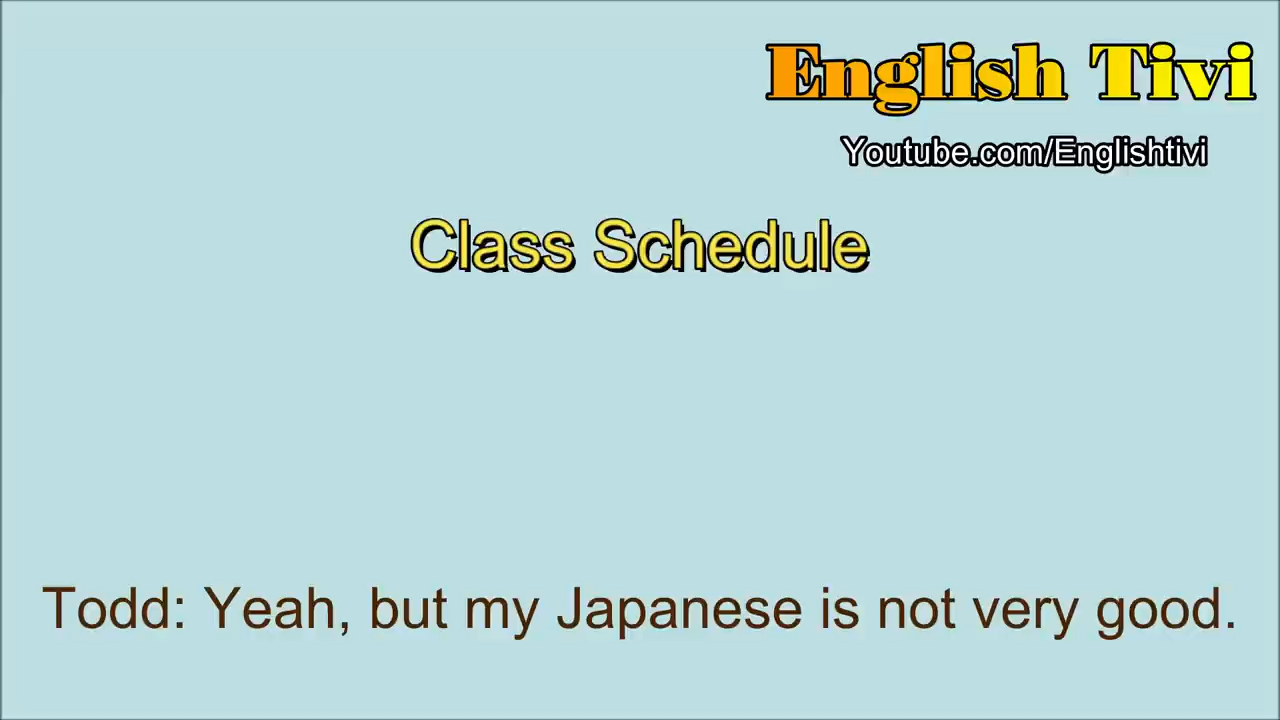 English Tivi
Youtube.com/Englishtivi
Class Schedule
Todd: Yeah, but my Japanese is not very good.